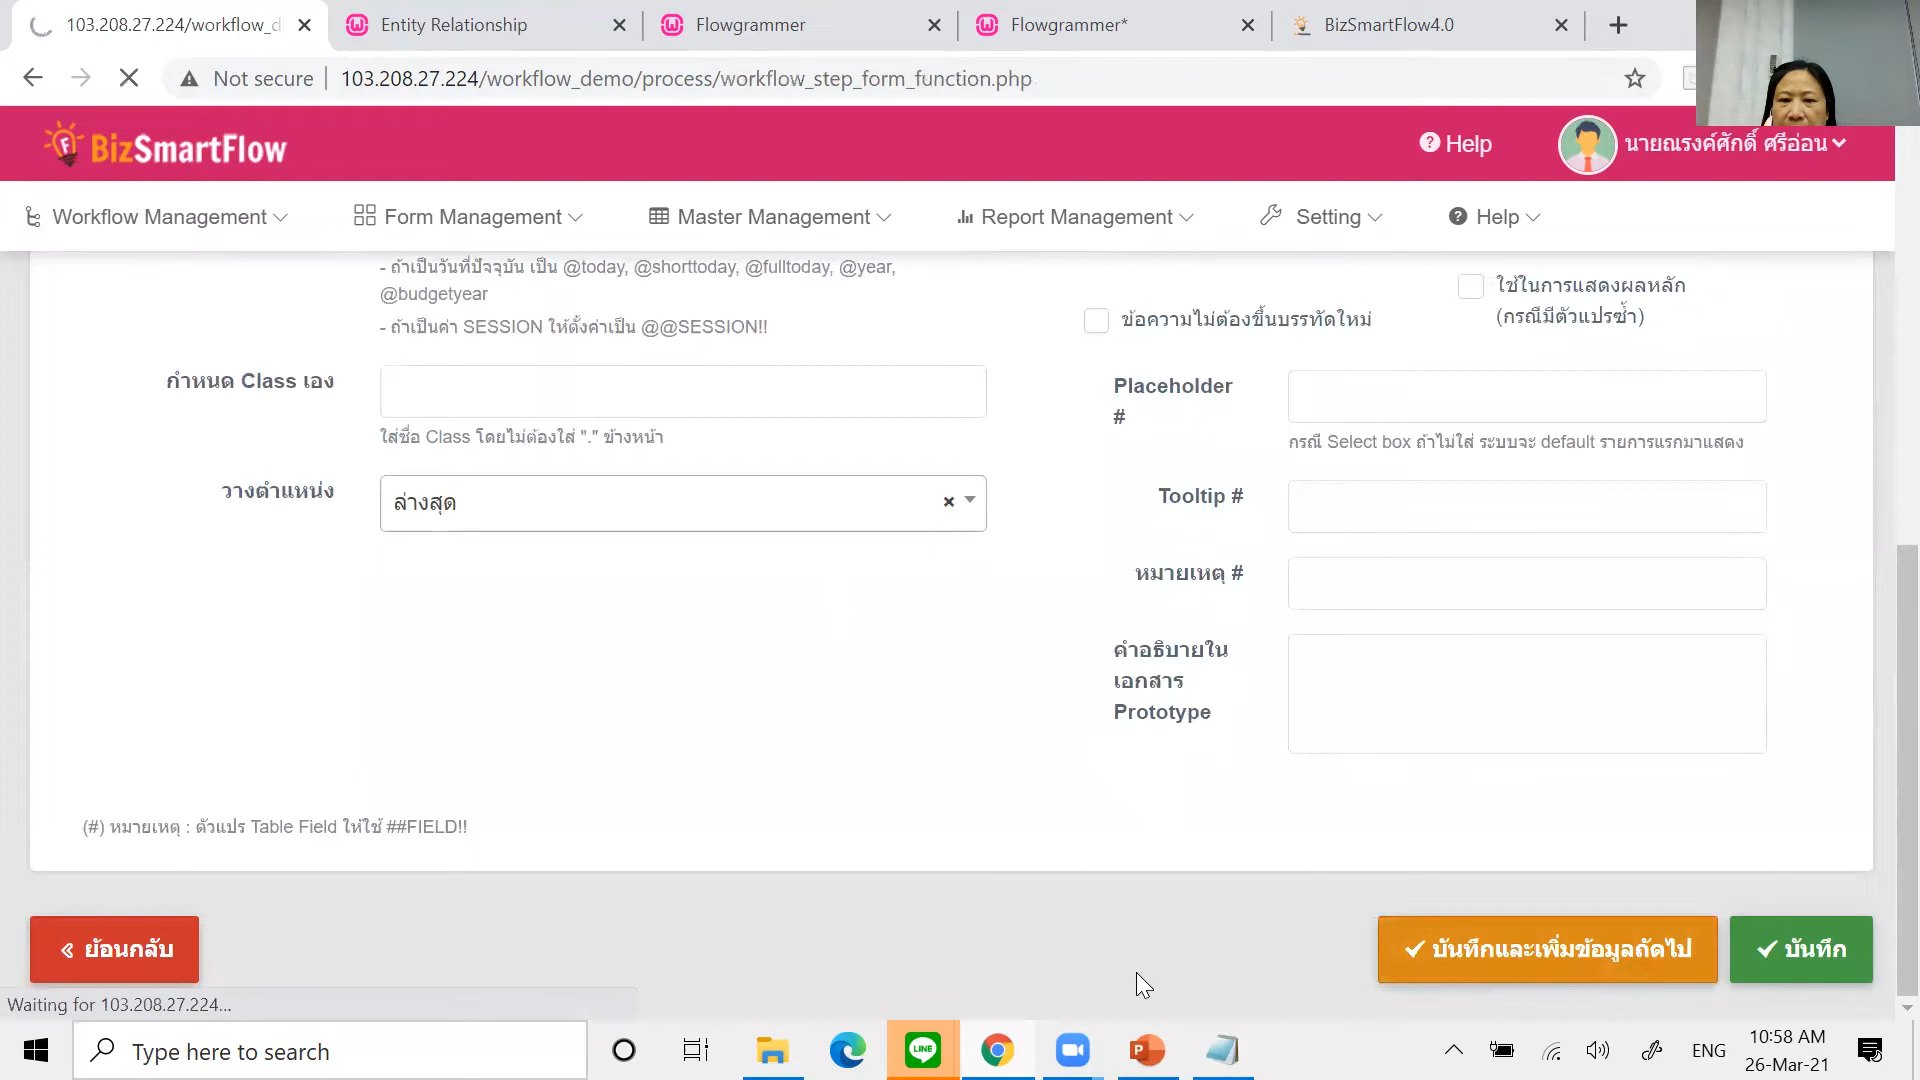 103.208.27.224/workflow_d
Entity Relationship
Flowgrammer
Flowgrammer*
BizSmartFlow4.0
Not secure
103.208.27.224/workflow_demo/process/workflow_step_form_function.php
BizSmartFlow
Help
นายณรงค์ศักดิ์ ศรีอ่อน
Workflow Management
Form Management
Master Management
Report Management
Setting
Help
- ถ้าเป็นวันที่ปัจจุบัน เป็น @today, @shorttoday, @fulltoday, @year,
@budgetyear
- ถ้าเป็นค่า SESSION ให้ตั้งค่าเป็น @@SESSION!!
ข้อความไม่ต้องขึ้นบรรทัดใหม่
ใช้ในการแสดงผลหลัก
(กรณีมีตัวแปรซ้ำ)
กำหนด Class เอง
ใส่ชื่อ Class โดยไม่ต้องใส่ "." ข้างหน้า
Placeholder
#
กรณี Select box ถ้าไม่ใส่ ระบบจะ default รายการแรกมาแสดง
วางตำแหน่ง
ล่างสุด
Tooltip #
หมายเหตุ #
คำอธิบายใน
เอกสาร
Prototype
(#) หมายเหตุ : ตัวแปร Table Field ให้ใช้ ##FIELD!!
ย้อนกลับ
บันทึกและเพิ่มข้อมูลถัดไป
บันทึก
Waiting for 103.208.27.224...
Type here to search
LINE
ENG
10:58 AM
26-Mar-21